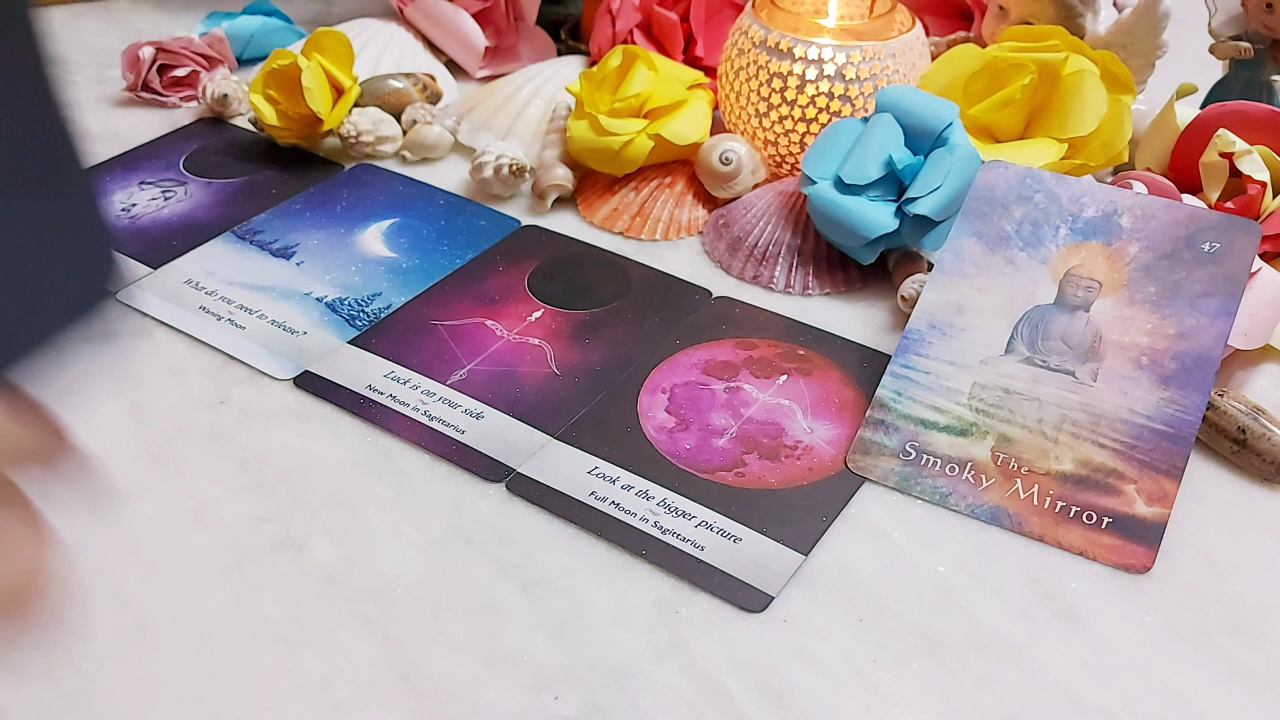 What do you need to release?
Waning Moon
Luck is on your side
New Moon in Sagittarius
Look at the bigger picture
Full Moon in Sagittarius
47
The
Smoky Mirror